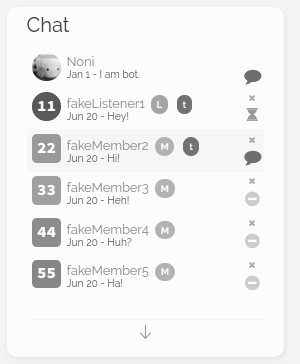 Chat
Noni
Jan 1 - I am bot.
11 fakeListener1 L t
Jun 20 - Hey!
22 fakeMember2 M t
Jun 20 - Hi!
33 fakeMember3 M
Jun 20 - Heh!
44 fakeMember4 M
Jun 20 - Huh?
55 fakeMember5 M
Jun 20 - Ha!